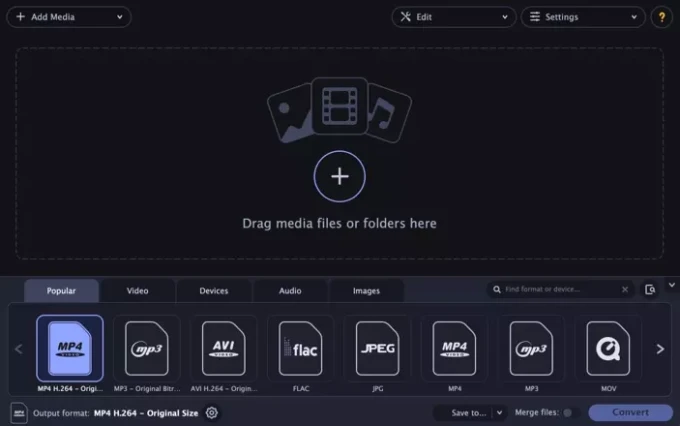 Add Media
Edit
Settings
?
Drag media files or folders here
Popular
Video
Devices
Audio
Images
Find format or device...
MP4
VIDEO
mp3
AVI
VIDEO
flac
JPEG
MP4
VIDEO
mp3
MP4 H.264 - Origi...
MP3 - Original Bitr...
AVI H.264 - Origin...
FLAC
JPG
MP4
MP3
MOV
MP4
Output format: MP4 H.264 - Original Size
Save to...
Merge files:
Convert